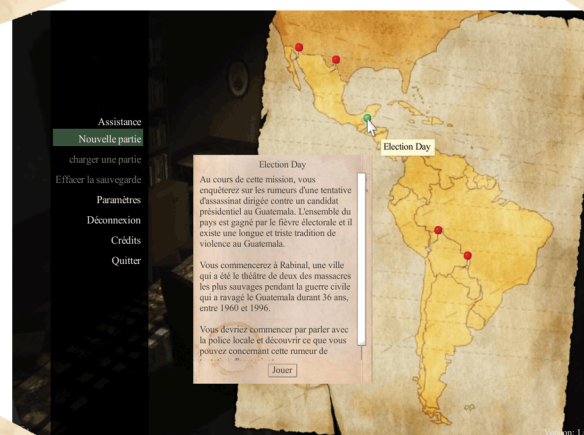 Assistance
Nouvelle partie
charger une partie
Effacer la sauvegarde
Paramètres
Déconnexion
Crédits
Quitter
Election Day
Election Day
Au cours de cette mission, vous
enquêterez sur les rumeurs d'une tentative
d'assassinat dirigée contre un candidat
présidentiel au Guatemala. L'ensemble du
pays est gagné par le fièvre électorale et il
existe une longue et triste tradition de
violence au Guatemala.
Vous commencerez à Rabinal, une ville
qui a été le théâtre de deux des massacres
les plus sauvages pendant la guerre civile
qui a ravagé le Guatemala durant 36 ans,
entre 1960 et 1996.
Vous devriez commencer par parler avec
la police locale et découvrir ce que vous
pouvez concernant cette rumeur de
Jouer